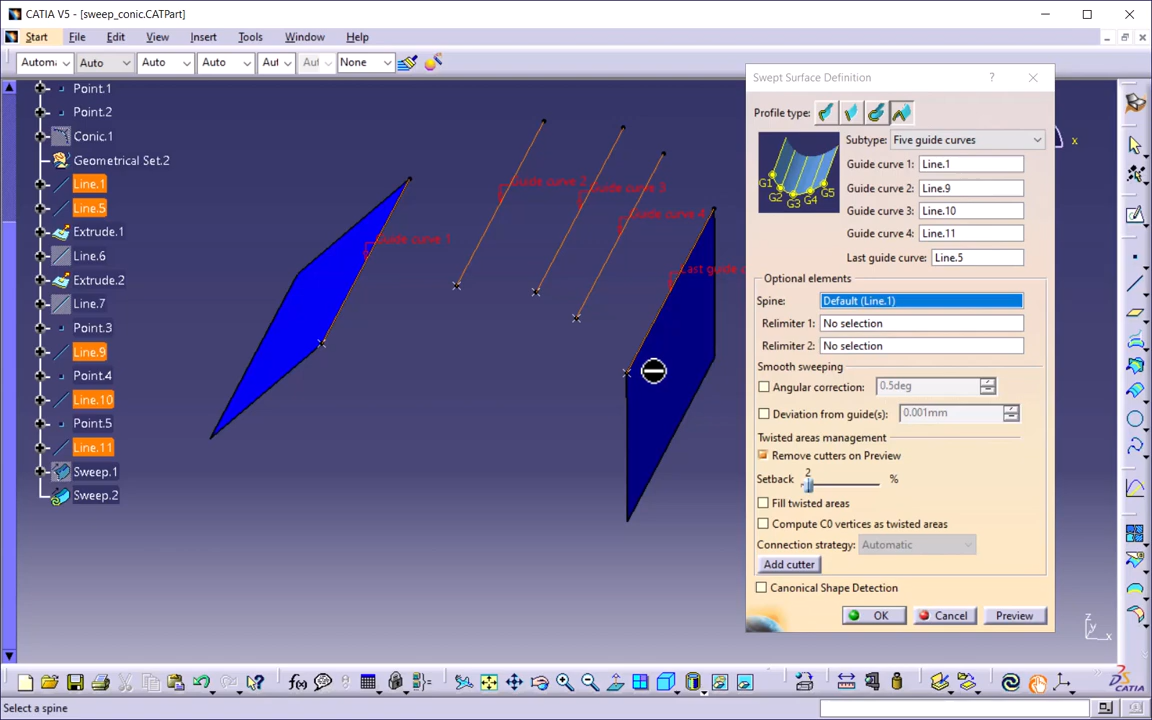 CATIA V5 - [sweep_conic.CATPart]
Start File Edit View Insert Tools Window Help
Auto Auto Auto Aut None
Point.1
Point.2
Conic.1
Geometrical Set.2
Line.1
Line.5
Extrude.1
Line.6
Extrude.2
Line.7
Point.3
Line.9
Point.4
Line.10
Point.5
Line.11
Sweep.1
Sweep.2
Guide curve 2
Guide curve 3
Guide curve 4
Guide curve 1
Last guide
x
Swept Surface Definition ?
Profile type:
Subtype: Five guide curves
G1 G2 G3 G4 G5
Guide curve 1: Line.1
Guide curve 2: Line.9
Guide curve 3: Line.10
Guide curve 4: Line.11
Last guide curve: Line.5
Optional elements
Spine: Default (Line.1)
Relimiter 1: No selection
Relimiter 2: No selection
Smooth sweeping
Angular correction: 0.5deg
Deviation from guide(s): 0.001mm
Twisted areas management
Remove cutters on Preview
Setback 2 %
Fill twisted areas
Compute C0 vertices as twisted areas
Connection strategy: Automatic
Add cutter
Canonical Shape Detection
OK Cancel Preview
z
y
x
f(x)
CATIA
Select a spine